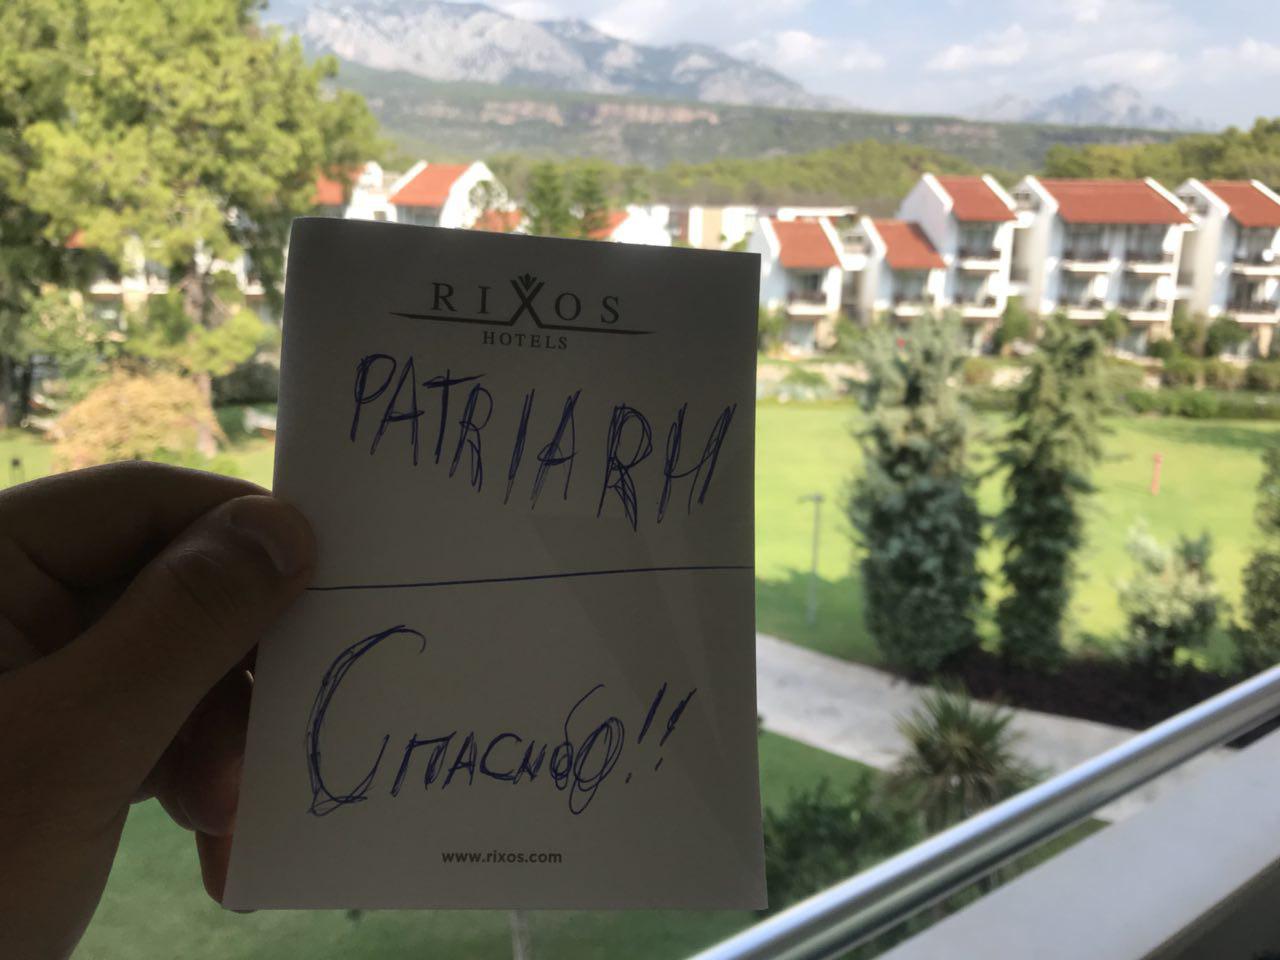 RIXOS
HOTELS
PATRIARH
Спасибо!!
www.rixos.com